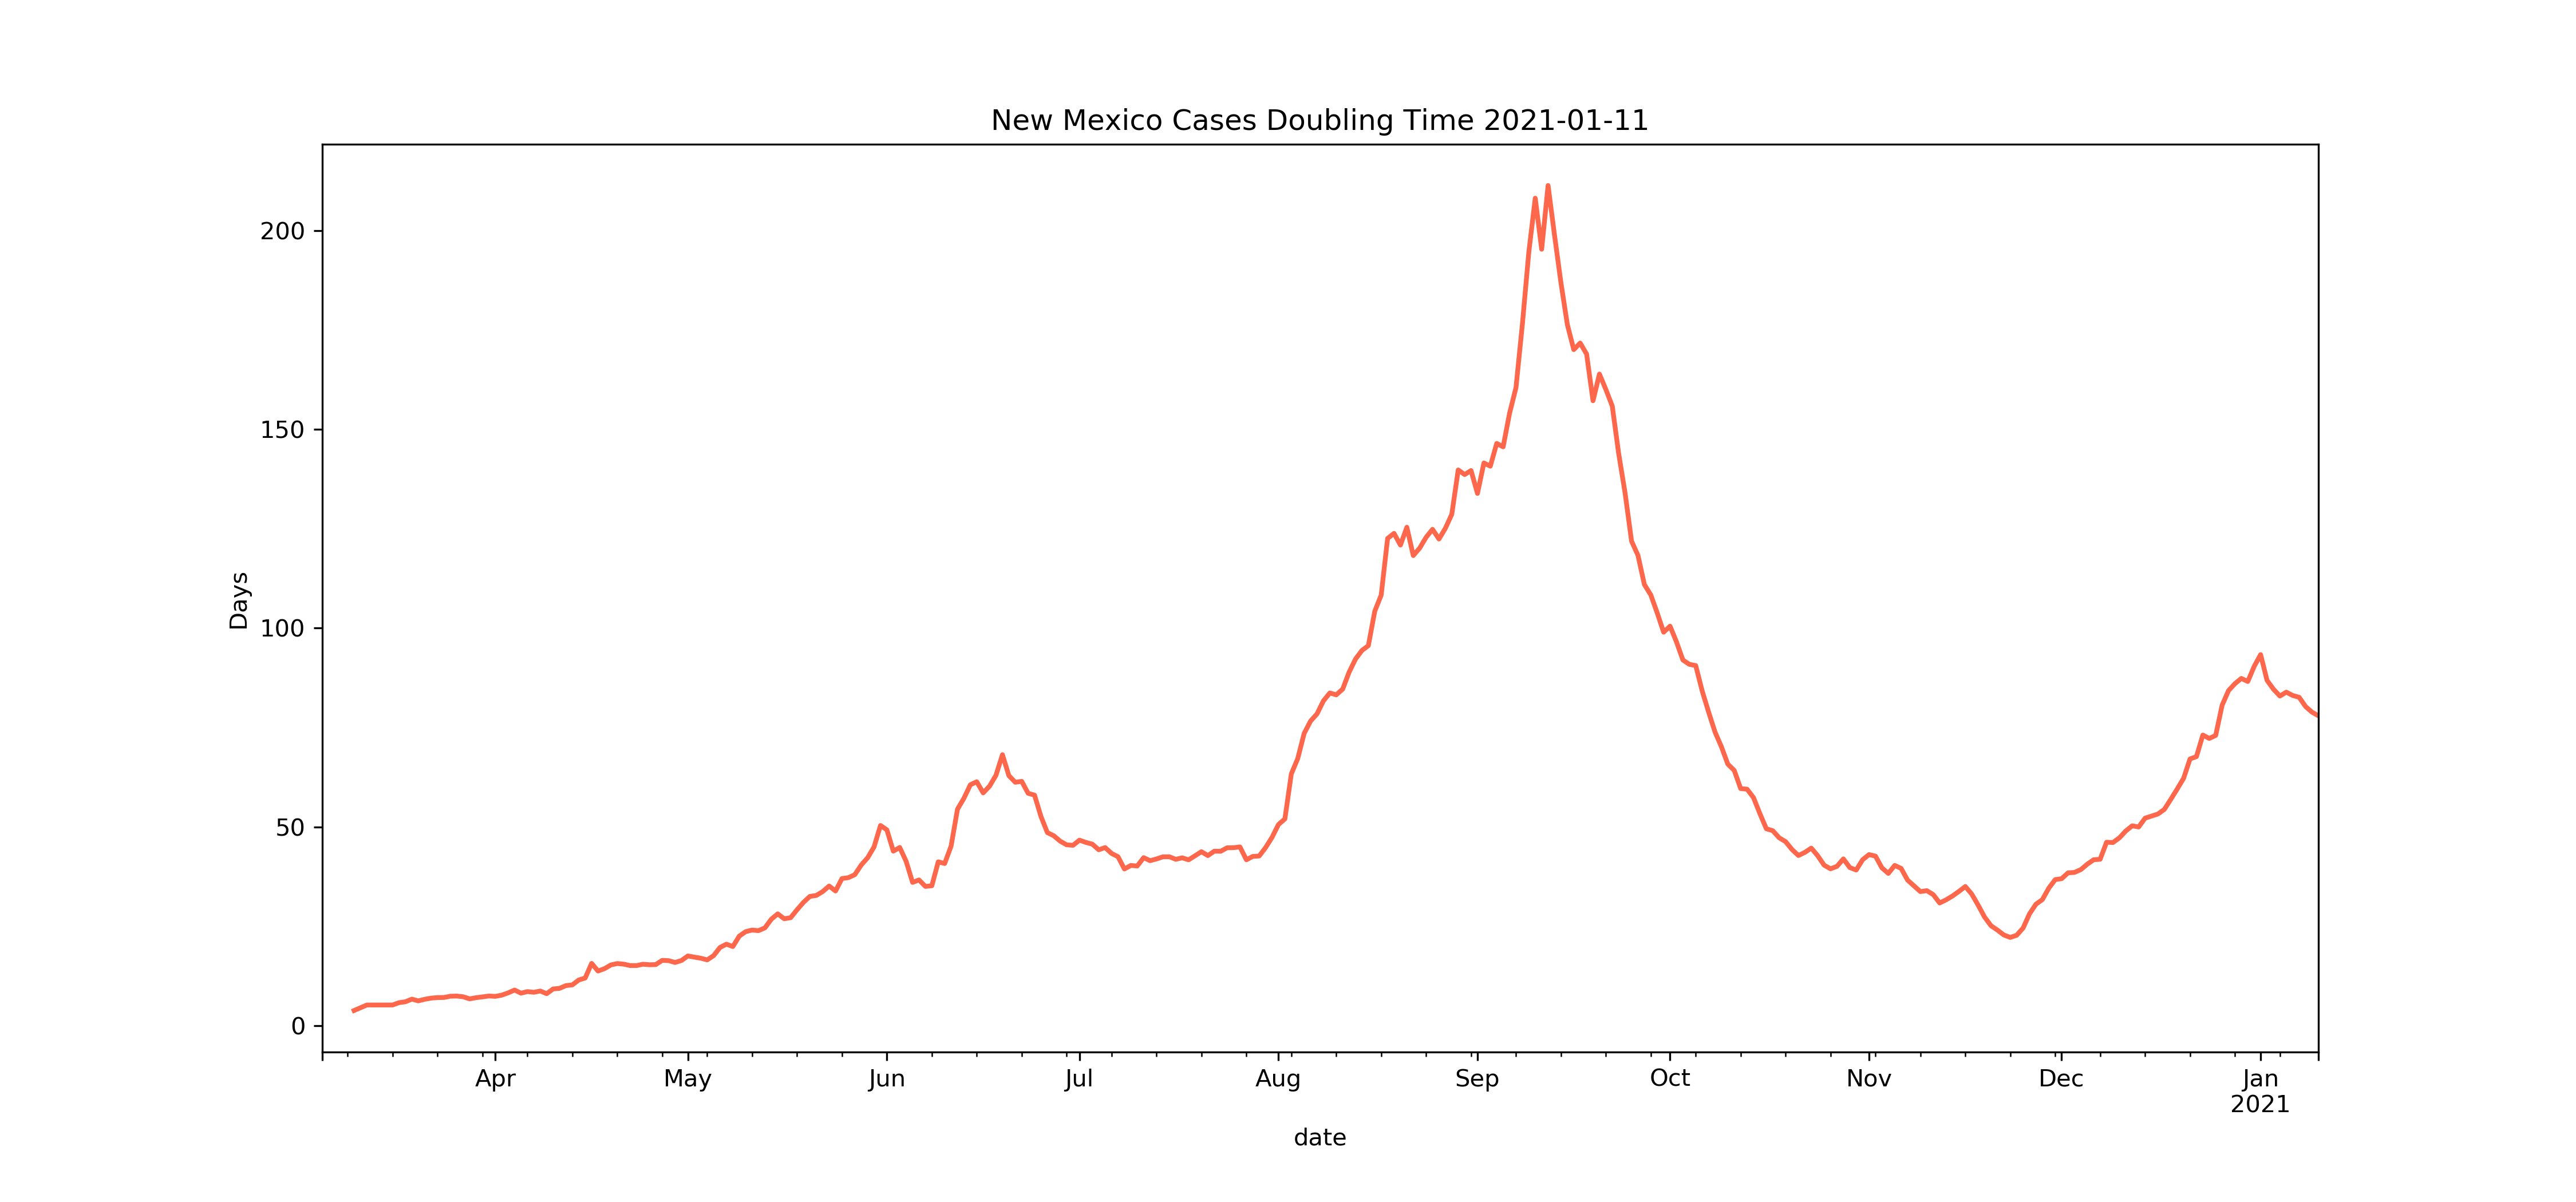 New Mexico Cases Doubling Time 2021-01-11
200
150
100
50
0
Days
Apr May Jun Jul Aug Sep Oct Nov Dec Jan
2021
date